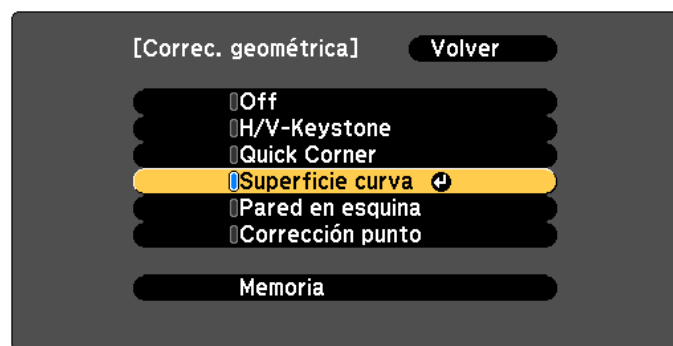 [Correc. geométrica] Volver
Off
H/V-Keystone
Quick Corner
Superficie curva
Pared en esquina
Corrección punto
Memoria